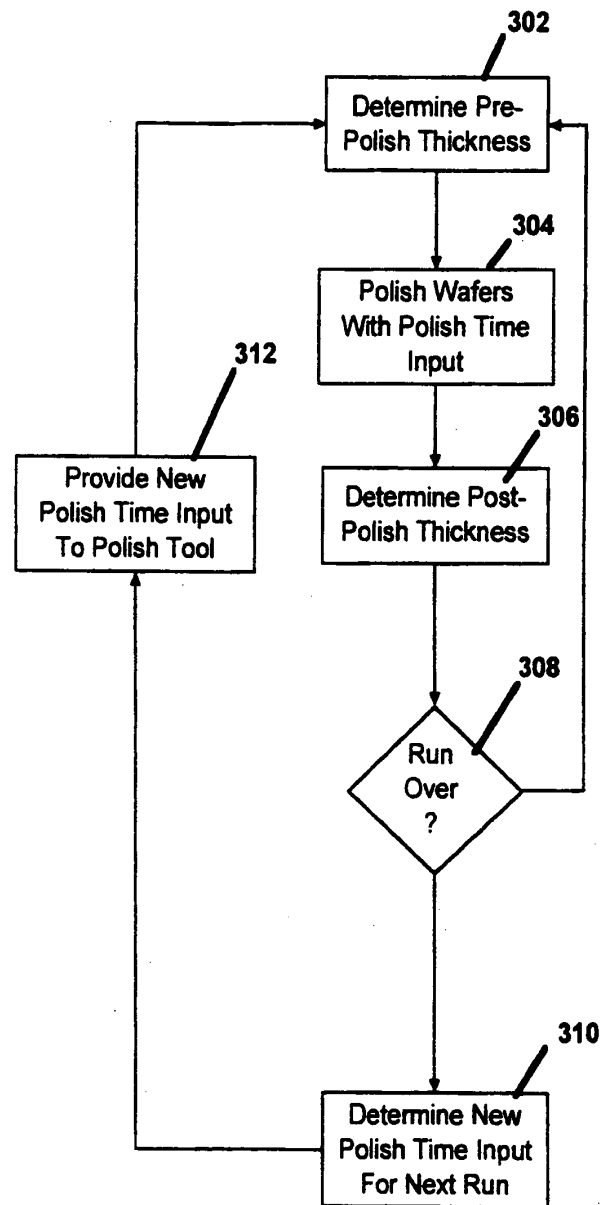 302
Determine Pre-
Polish Thickness
304
Polish Wafers
With Polish Time
Input
306
Determine Post-
Polish Thickness
308
Run
Over
?
310
Determine New
Polish Time Input
For Next Run
312
Provide New
Polish Time Input
To Polish Tool